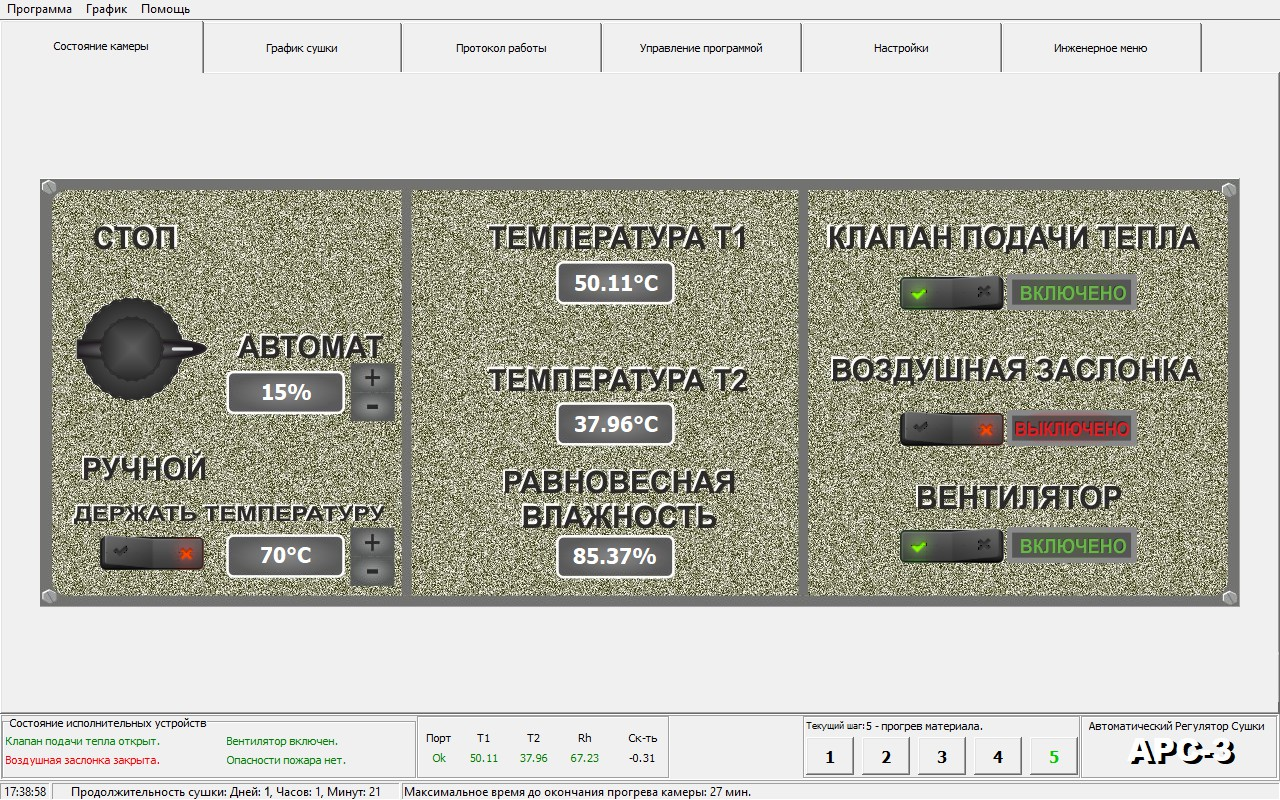 Программа График Помощь
Состояние камеры График сушки Протокол работы Управление программой Настройки Инженерное меню
СТОП
АВТОМАТ
15%
+
-
РУЧНОЙ
ДЕРЖАТЬ ТЕМПЕРАТУРУ
70°C
+
-
ТЕМПЕРАТУРА Т1
50.11°C
ТЕМПЕРАТУРА Т2
37.96°C
РАВНОВЕСНАЯ
ВЛАЖНОСТЬ
85.37%
КЛАПАН ПОДАЧИ ТЕПЛА
ВКЛЮЧЕНО
ВОЗДУШНАЯ ЗАСЛОНКА
ВЫКЛЮЧЕНО
ВЕНТИЛЯТОР
ВКЛЮЧЕНО
Состояние исполнительных устройств
Клапан подачи тепла открыт. Вентилятор включен.
Воздушная заслонка закрыта. Опасности пожара нет.
Порт Т1 Т2 Rh Ск-ть
Ok 50.11 37.96 67.23 -0.31
Текущий шаг: 5 - прогрев материала.
1 2 3 4 5
Автоматический Регулятор Сушки
АРС-3
17:38:58 Продолжительность сушки: Дней: 1, Часов: 1, Минут: 21 Максимальное время до окончания прогрева камеры: 27 мин.